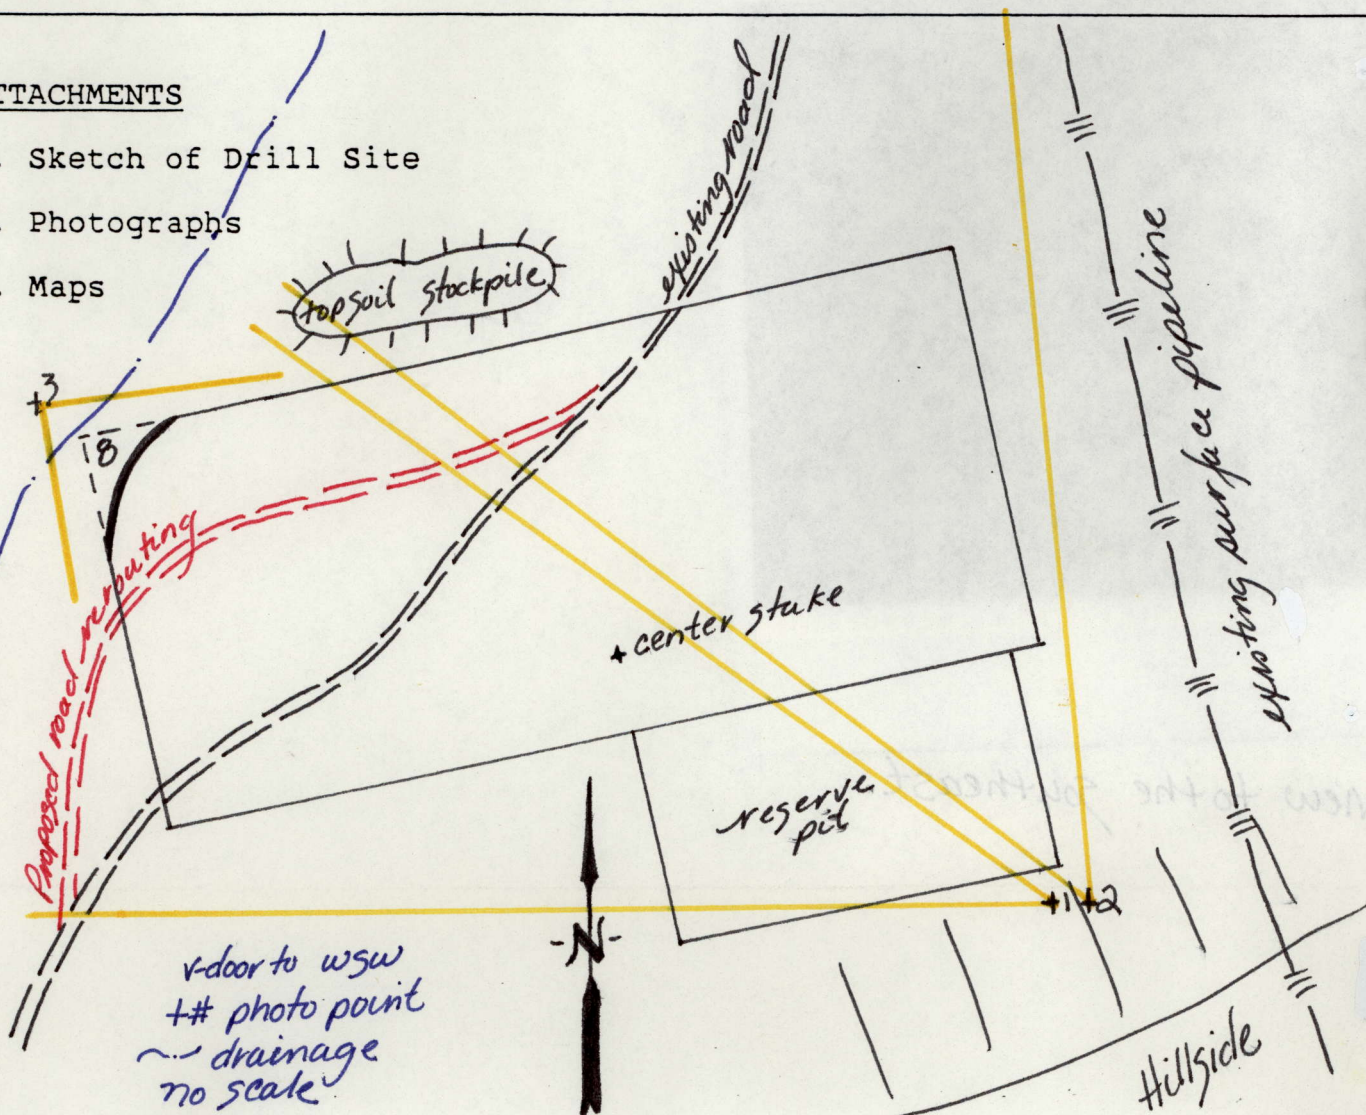 TTACHMENTS
. Sketch of Drill Site
. Photographs
. Maps
topsoil stockpile
existing road
existing surface pipeline
+3
8
Proposed road rerouting
+ center stake
reserve
pit
+1
+2
-N-
v-door to wsw
+# photo point
~·- drainage
no scale
Hillside